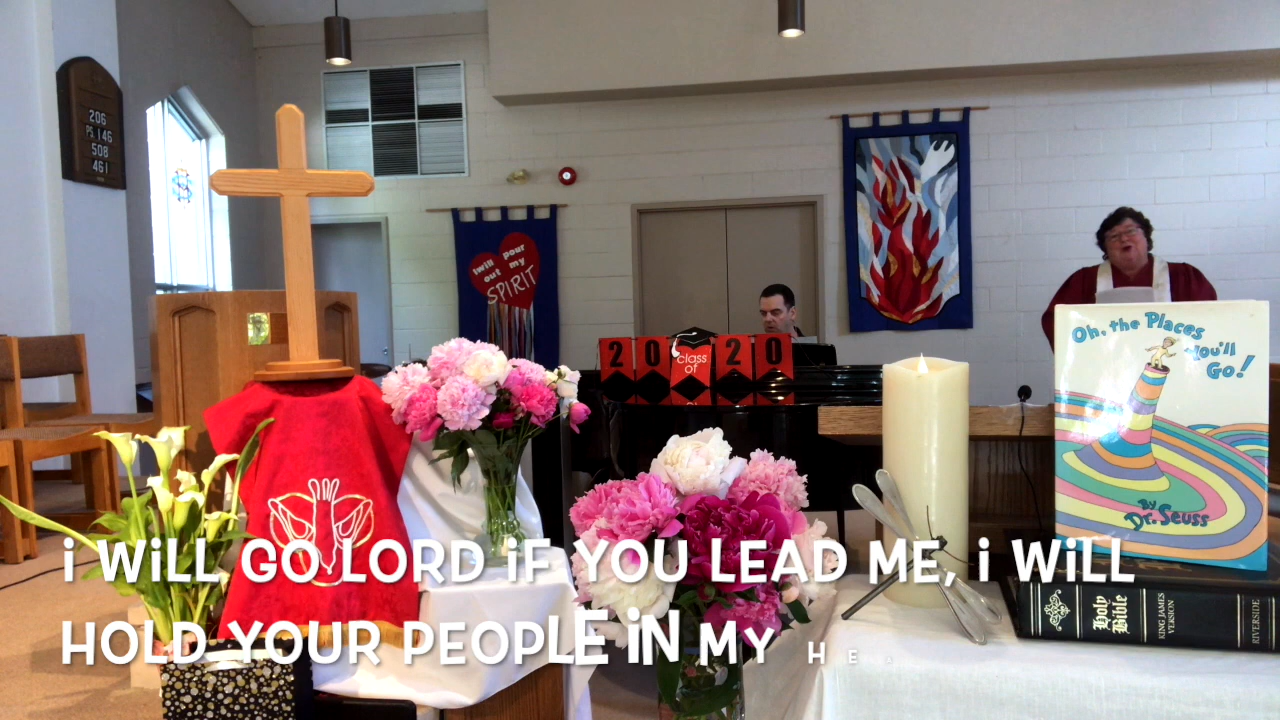 206
PS. 146
508
461
I will pour
out my
SPIRIT
2020
class
OF
Oh, the Places
You'll
Go!
BY
Dr. Seuss
Holy
Bible
KING JAMES
VERSION
RIVERSIDE
i WiLL GO LORD iF YOU LEAD ME, i WiLL
HOLD YOUR PEOPLE iN MY HE